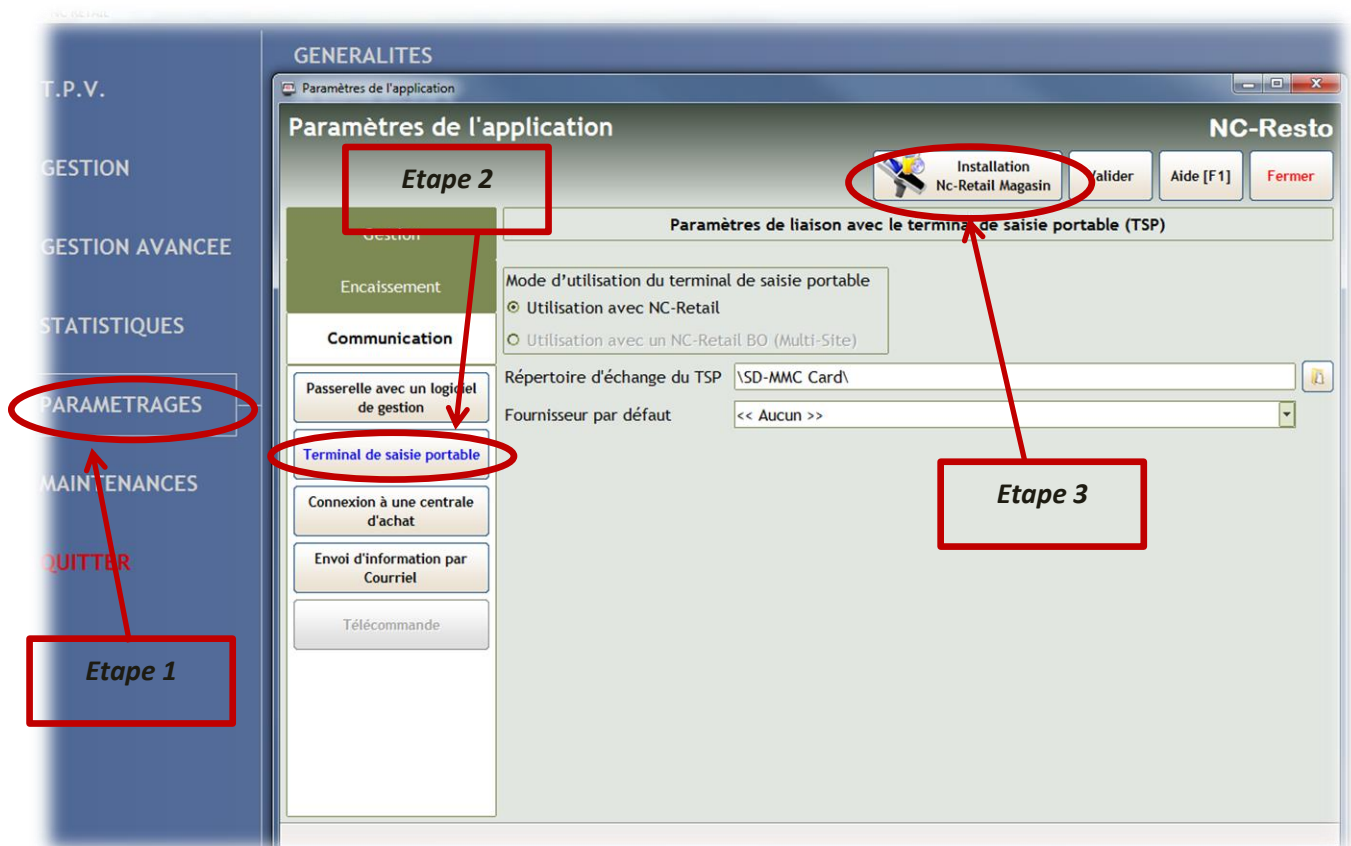 GENERALITES
T.P.V.
GESTION
GESTION AVANCEE
STATISTIQUES
PARAMETRAGES
MAINTENANCES
QUITTER
Etape 1
Paramètres de l'application
Paramètres de l'application
NC-Resto
Etape 2
Installation
Nc-Retail Magasin
Valider
Aide [F1]
Fermer
Gestion
Encaissement
Communication
Passerelle avec un logiciel
de gestion
Terminal de saisie portable
Connexion à une centrale
d'achat
Envoi d'information par
Courriel
Télécommande
Paramètres de liaison avec le terminal de saisie portable (TSP)
Mode d’utilisation du terminal de saisie portable
Utilisation avec NC-Retail
Utilisation avec un NC-Retail BO (Multi-Site)
Répertoire d'échange du TSP
\SD-MMC Card\
Fournisseur par défaut
<< Aucun >>
Etape 3